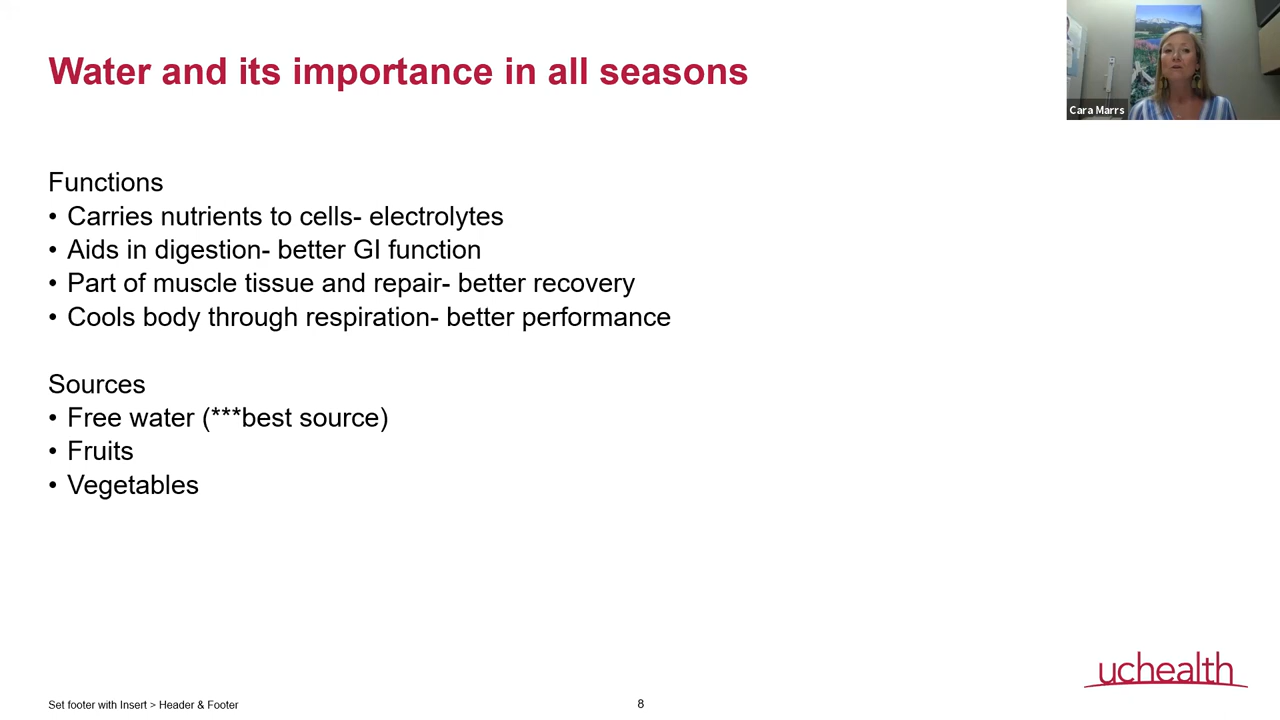 Water and its importance in all seasons
Cara Marrs
Functions
• Carries nutrients to cells- electrolytes
• Aids in digestion- better GI function
• Part of muscle tissue and repair- better recovery
• Cools body through respiration- better performance
Sources
• Free water (***best source)
• Fruits
• Vegetables
uchealth
Set footer with Insert > Header & Footer
8